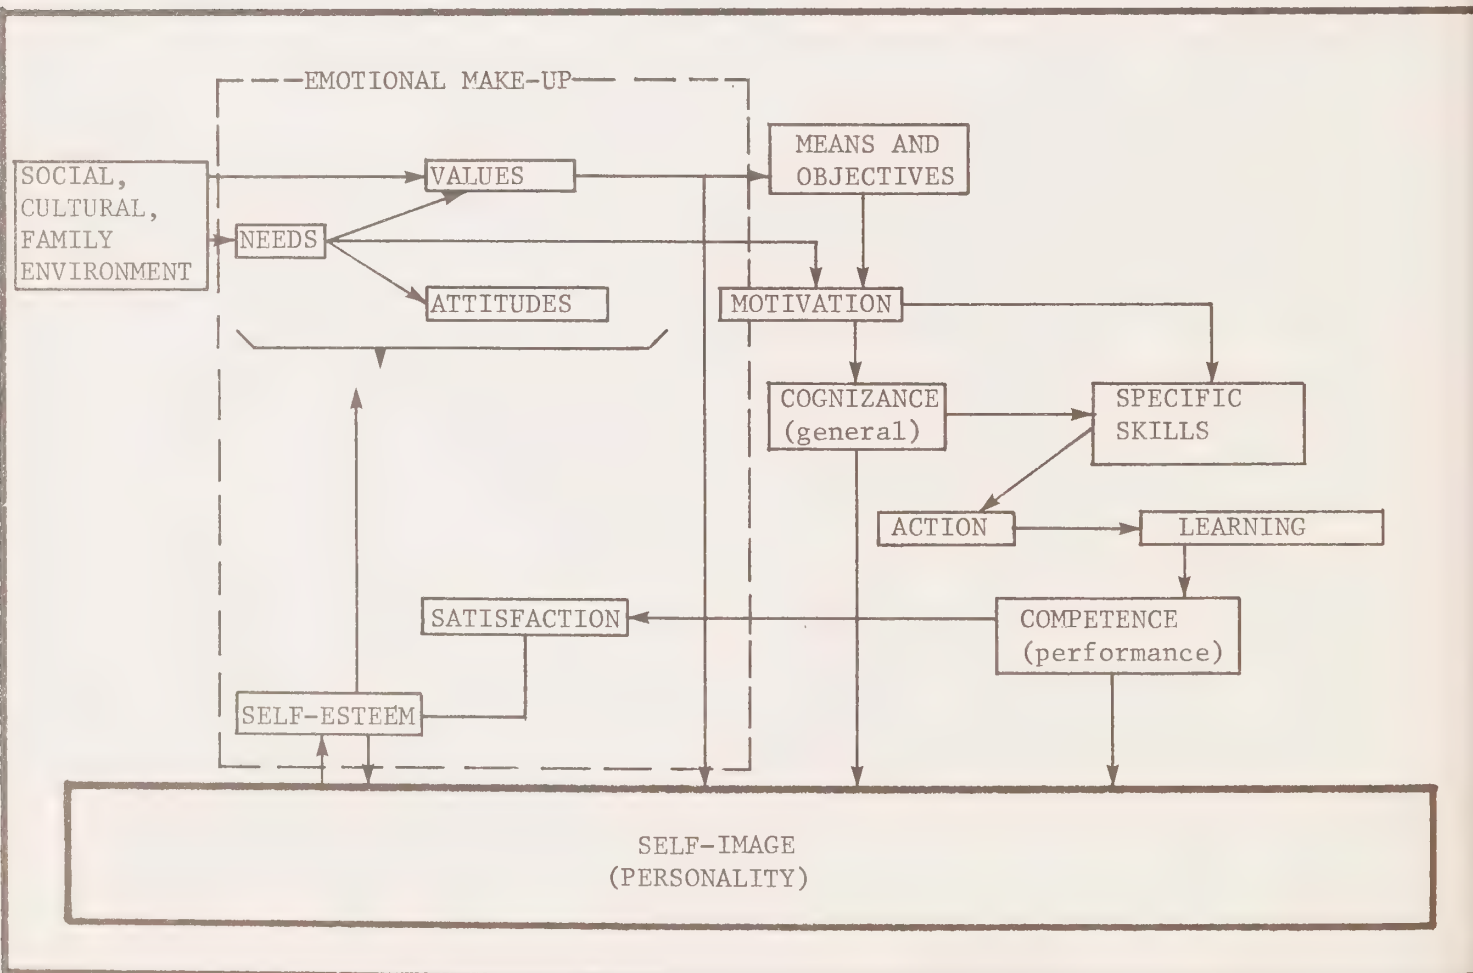 EMOTIONAL MAKE-UP
MEANS AND
OBJECTIVES
SOCIAL,
CULTURAL,
FAMILY
ENVIRONMENT
VALUES
NEEDS
ATTITUDES
MOTIVATION
COGNIZANCE
(general)
SPECIFIC
SKILLS
ACTION
LEARNING
SATISFACTION
COMPETENCE
(performance)
SELF-ESTEEM
SELF-IMAGE
(PERSONALITY)